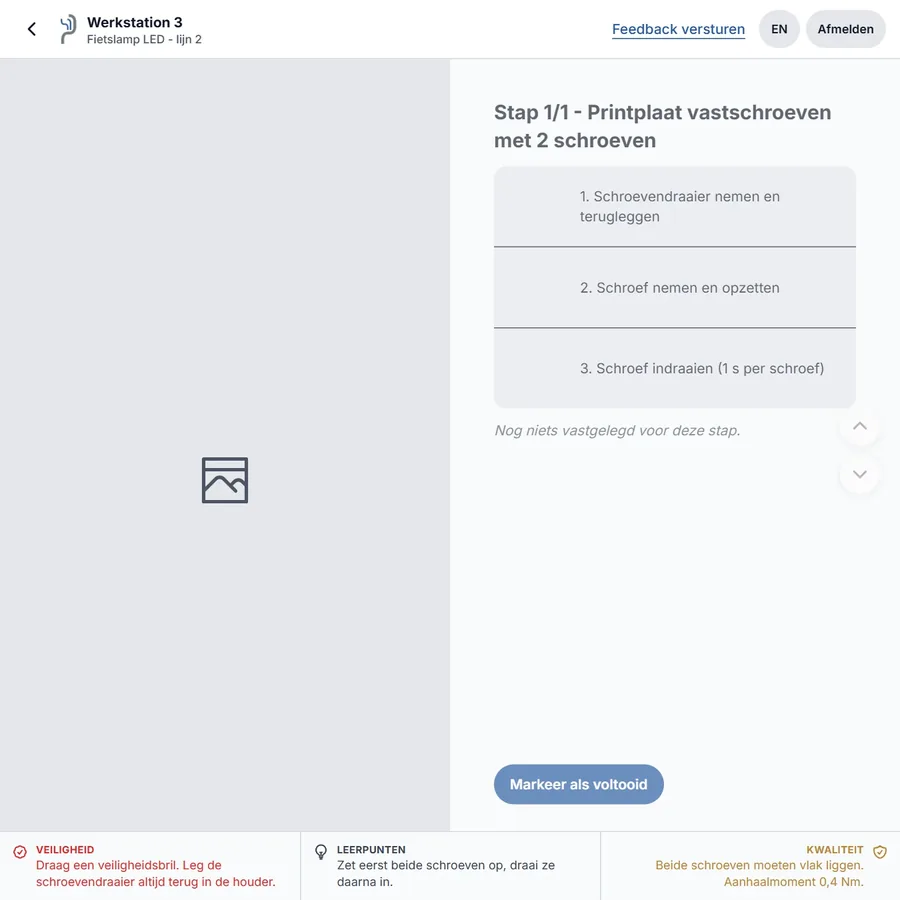 Werkstation 3
Fietslamp LED - lijn 2
Feedback versturen
EN
Afmelden
Stap 1/1 - Printplaat vastschroeven
met 2 schroeven
1. Schroevendraaier nemen en
terugleggen
2. Schroef nemen en opzetten
3. Schroef indraaien (1 s per schroef)
Nog niets vastgelegd voor deze stap.
Markeer als voltooid
VEILIGHEID
Draag een veiligheidsbril. Leg de
schroevendraaier altijd terug in de houder.
LEERPUNTEN
Zet eerst beide schroeven op, draai ze
daarna in.
KWALITEIT
Beide schroeven moeten vlak liggen.
Aanhaalmoment 0,4 Nm.